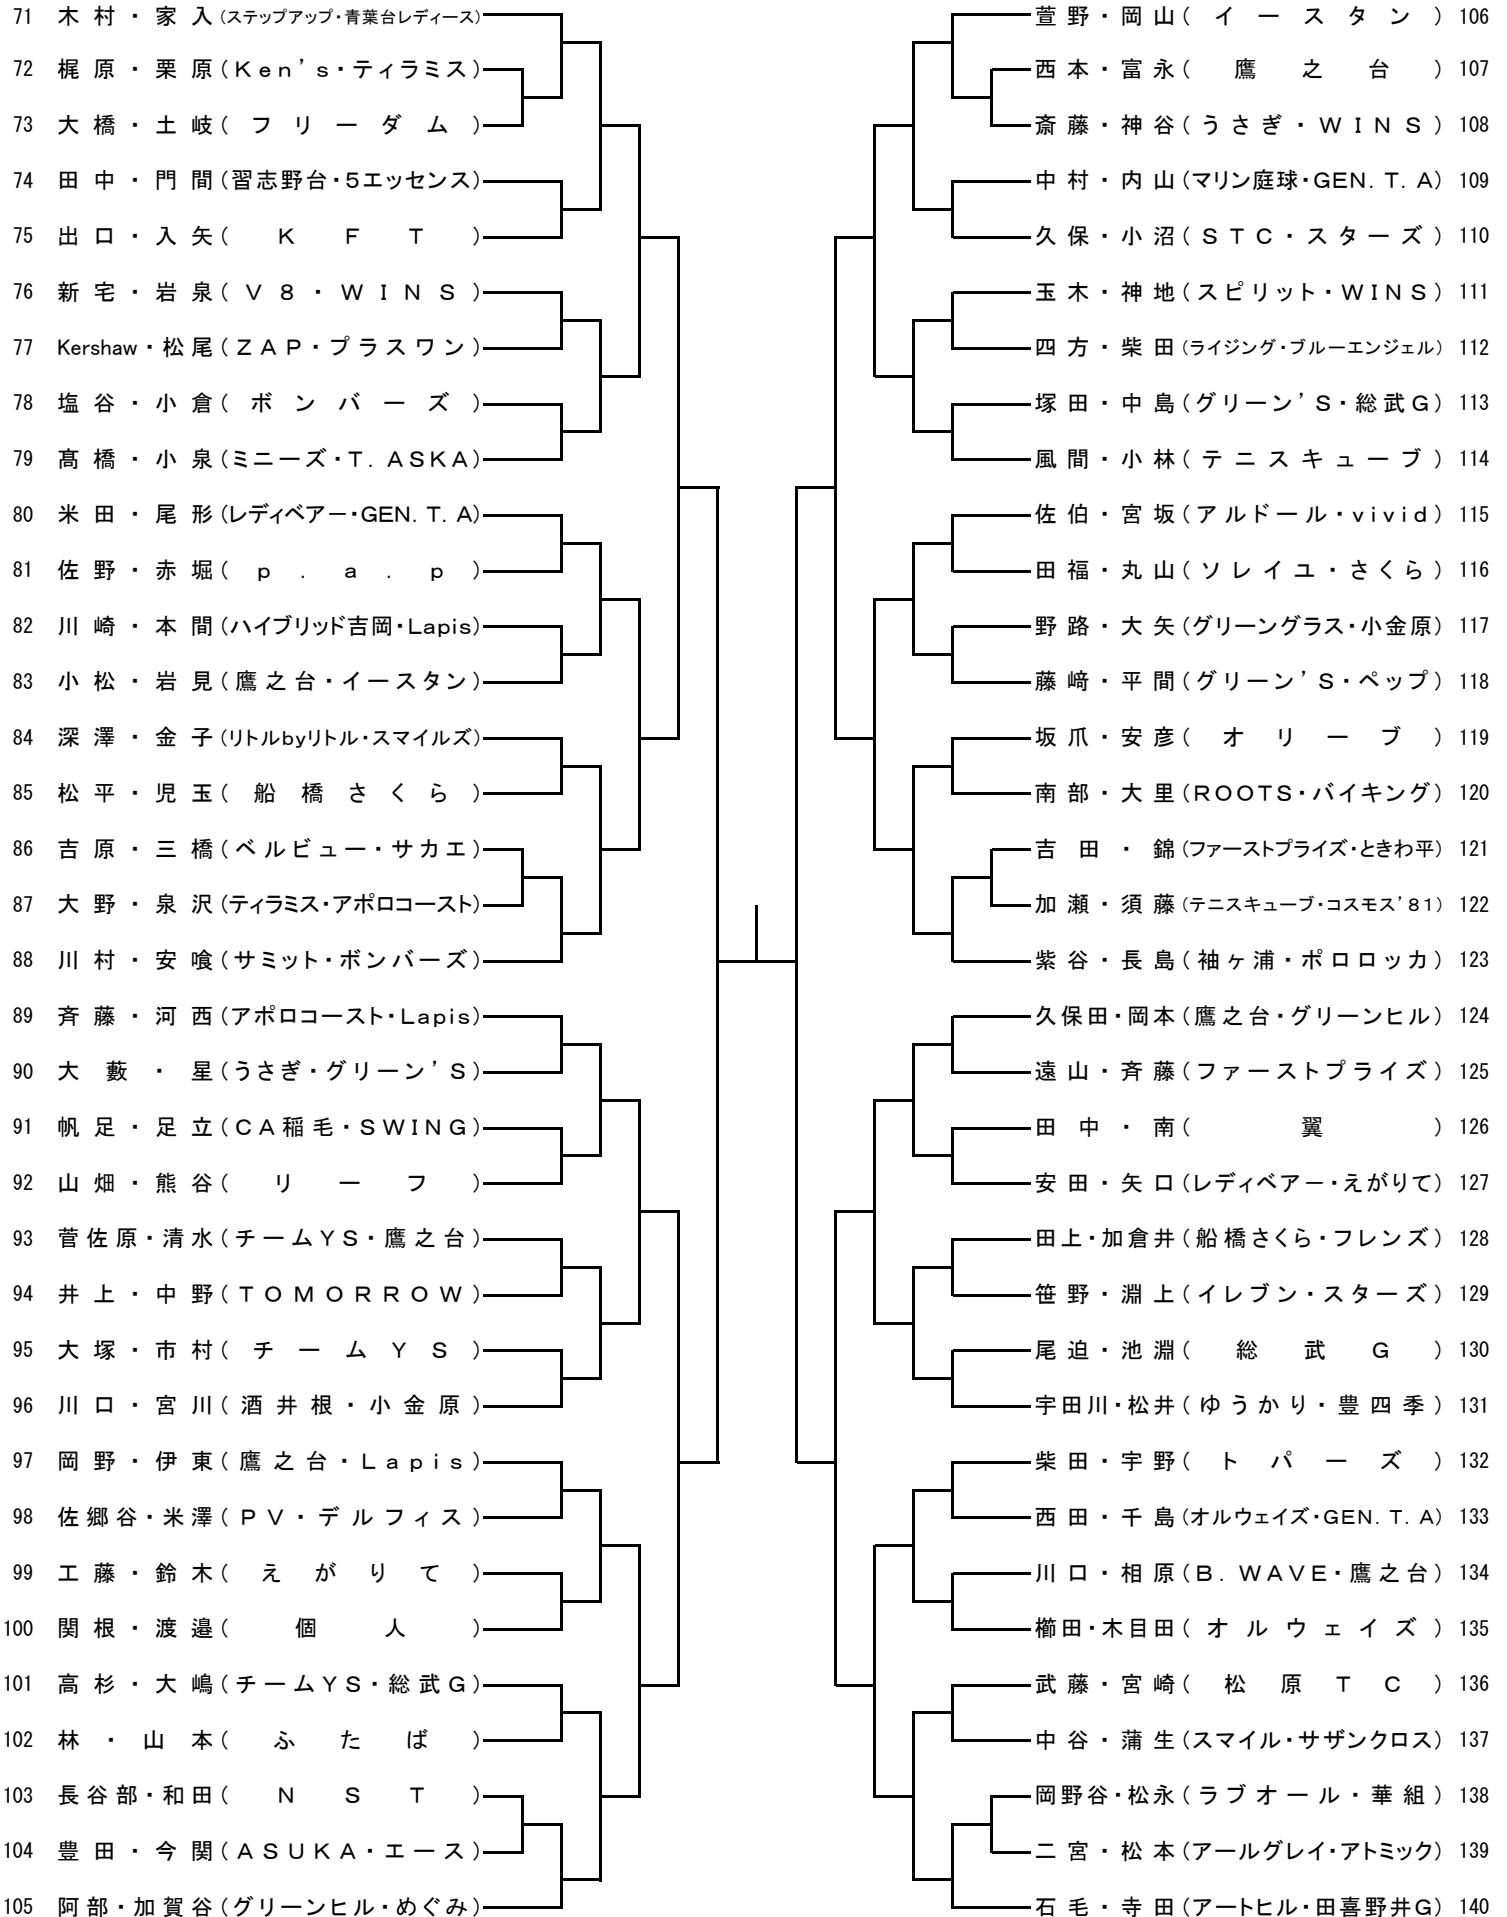 71 木村・家入(ステップアップ・青葉台レディース)
72 梶原・栗原(Ken's・ティラミス)
73 大橋・土岐(フリーダム)
74 田中・門間(習志野台・5エッセンス)
75 出口・入矢(KFT)
76 新宅・岩泉(V8・WINS)
77 Kershaw・松尾(ZAP・プラスワン)
78 塩谷・小倉(ボンバーズ)
79 髙橋・小泉(ミニーズ・T.ASKA)
80 米田・尾形(レディベアー・GEN.T.A)
81 佐野・赤堀(p.a.p)
82 川崎・本間(ハイブリッド吉岡・Lapis)
83 小松・岩見(鷹之台・イースタン)
84 深澤・金子(リトルbyリトル・スマイルズ)
85 松平・児玉(船橋さくら)
86 吉原・三橋(ベルビュー・サカエ)
87 大野・泉沢(ティラミス・アポロコースト)
88 川村・安喰(サミット・ボンバーズ)
89 斉藤・河西(アポロコースト・Lapis)
90 大藪・星(うさぎ・グリーン'S)
91 帆足・足立(CA稲毛・SWING)
92 山畑・熊谷(リーフ)
93 菅佐原・清水(チームYS・鷹之台)
94 井上・中野(TOMORROW)
95 大塚・市村(チームYS)
96 川口・宮川(酒井根・小金原)
97 岡野・伊東(鷹之台・Lapis)
98 佐郷谷・米澤(PV・デルフィス)
99 工藤・鈴木(えがりて)
100 関根・渡邉(個人)
101 高杉・大嶋(チームYS・総武G)
102 林・山本(ふたば)
103 長谷部・和田(NST)
104 豊田・今関(ASUKA・エース)
105 阿部・加賀谷(グリーンヒル・めぐみ)
萱野・岡山(イースタン) 106
西本・富永(鷹之台) 107
斎藤・神谷(うさぎ・WINS) 108
中村・内山(マリン庭球・GEN.T.A) 109
久保・小沼(STC・スターズ) 110
玉木・神地(スピリット・WINS) 111
四方・柴田(ライジング・ブルーエンジェル) 112
塚田・中島(グリーン'S・総武G) 113
風間・小林(テニスキューブ) 114
佐伯・宮坂(アルドール・vivid) 115
田福・丸山(ソレイユ・さくら) 116
野路・大矢(グリーングラス・小金原) 117
藤﨑・平間(グリーン'S・ペップ) 118
坂爪・安彦(オリーブ) 119
南部・大里(ROOTS・バイキング) 120
吉田・錦(ファーストプライズ・ときわ平) 121
加瀬・須藤(テニスキューブ・コスモス'81) 122
紫谷・長島(袖ヶ浦・ポロロッカ) 123
久保田・岡本(鷹之台・グリーンヒル) 124
遠山・斉藤(ファーストプライズ) 125
田中・南(翼) 126
安田・矢口(レディベアー・えがりて) 127
田上・加倉井(船橋さくら・フレンズ) 128
笹野・淵上(イレブン・スターズ) 129
尾迫・池淵(総武G) 130
宇田川・松井(ゆうかり・豊四季) 131
柴田・宇野(トパーズ) 132
西田・千島(オルウェイズ・GEN.T.A) 133
川口・相原(B.WAVE・鷹之台) 134
櫛田・木目田(オルウェイズ) 135
武藤・宮崎(松原TC) 136
中谷・蒲生(スマイル・サザンクロス) 137
岡野谷・松永(ラブオール・華組) 138
二宮・松本(アールグレイ・アトミック) 139
石毛・寺田(アートヒル・田喜野井G) 140